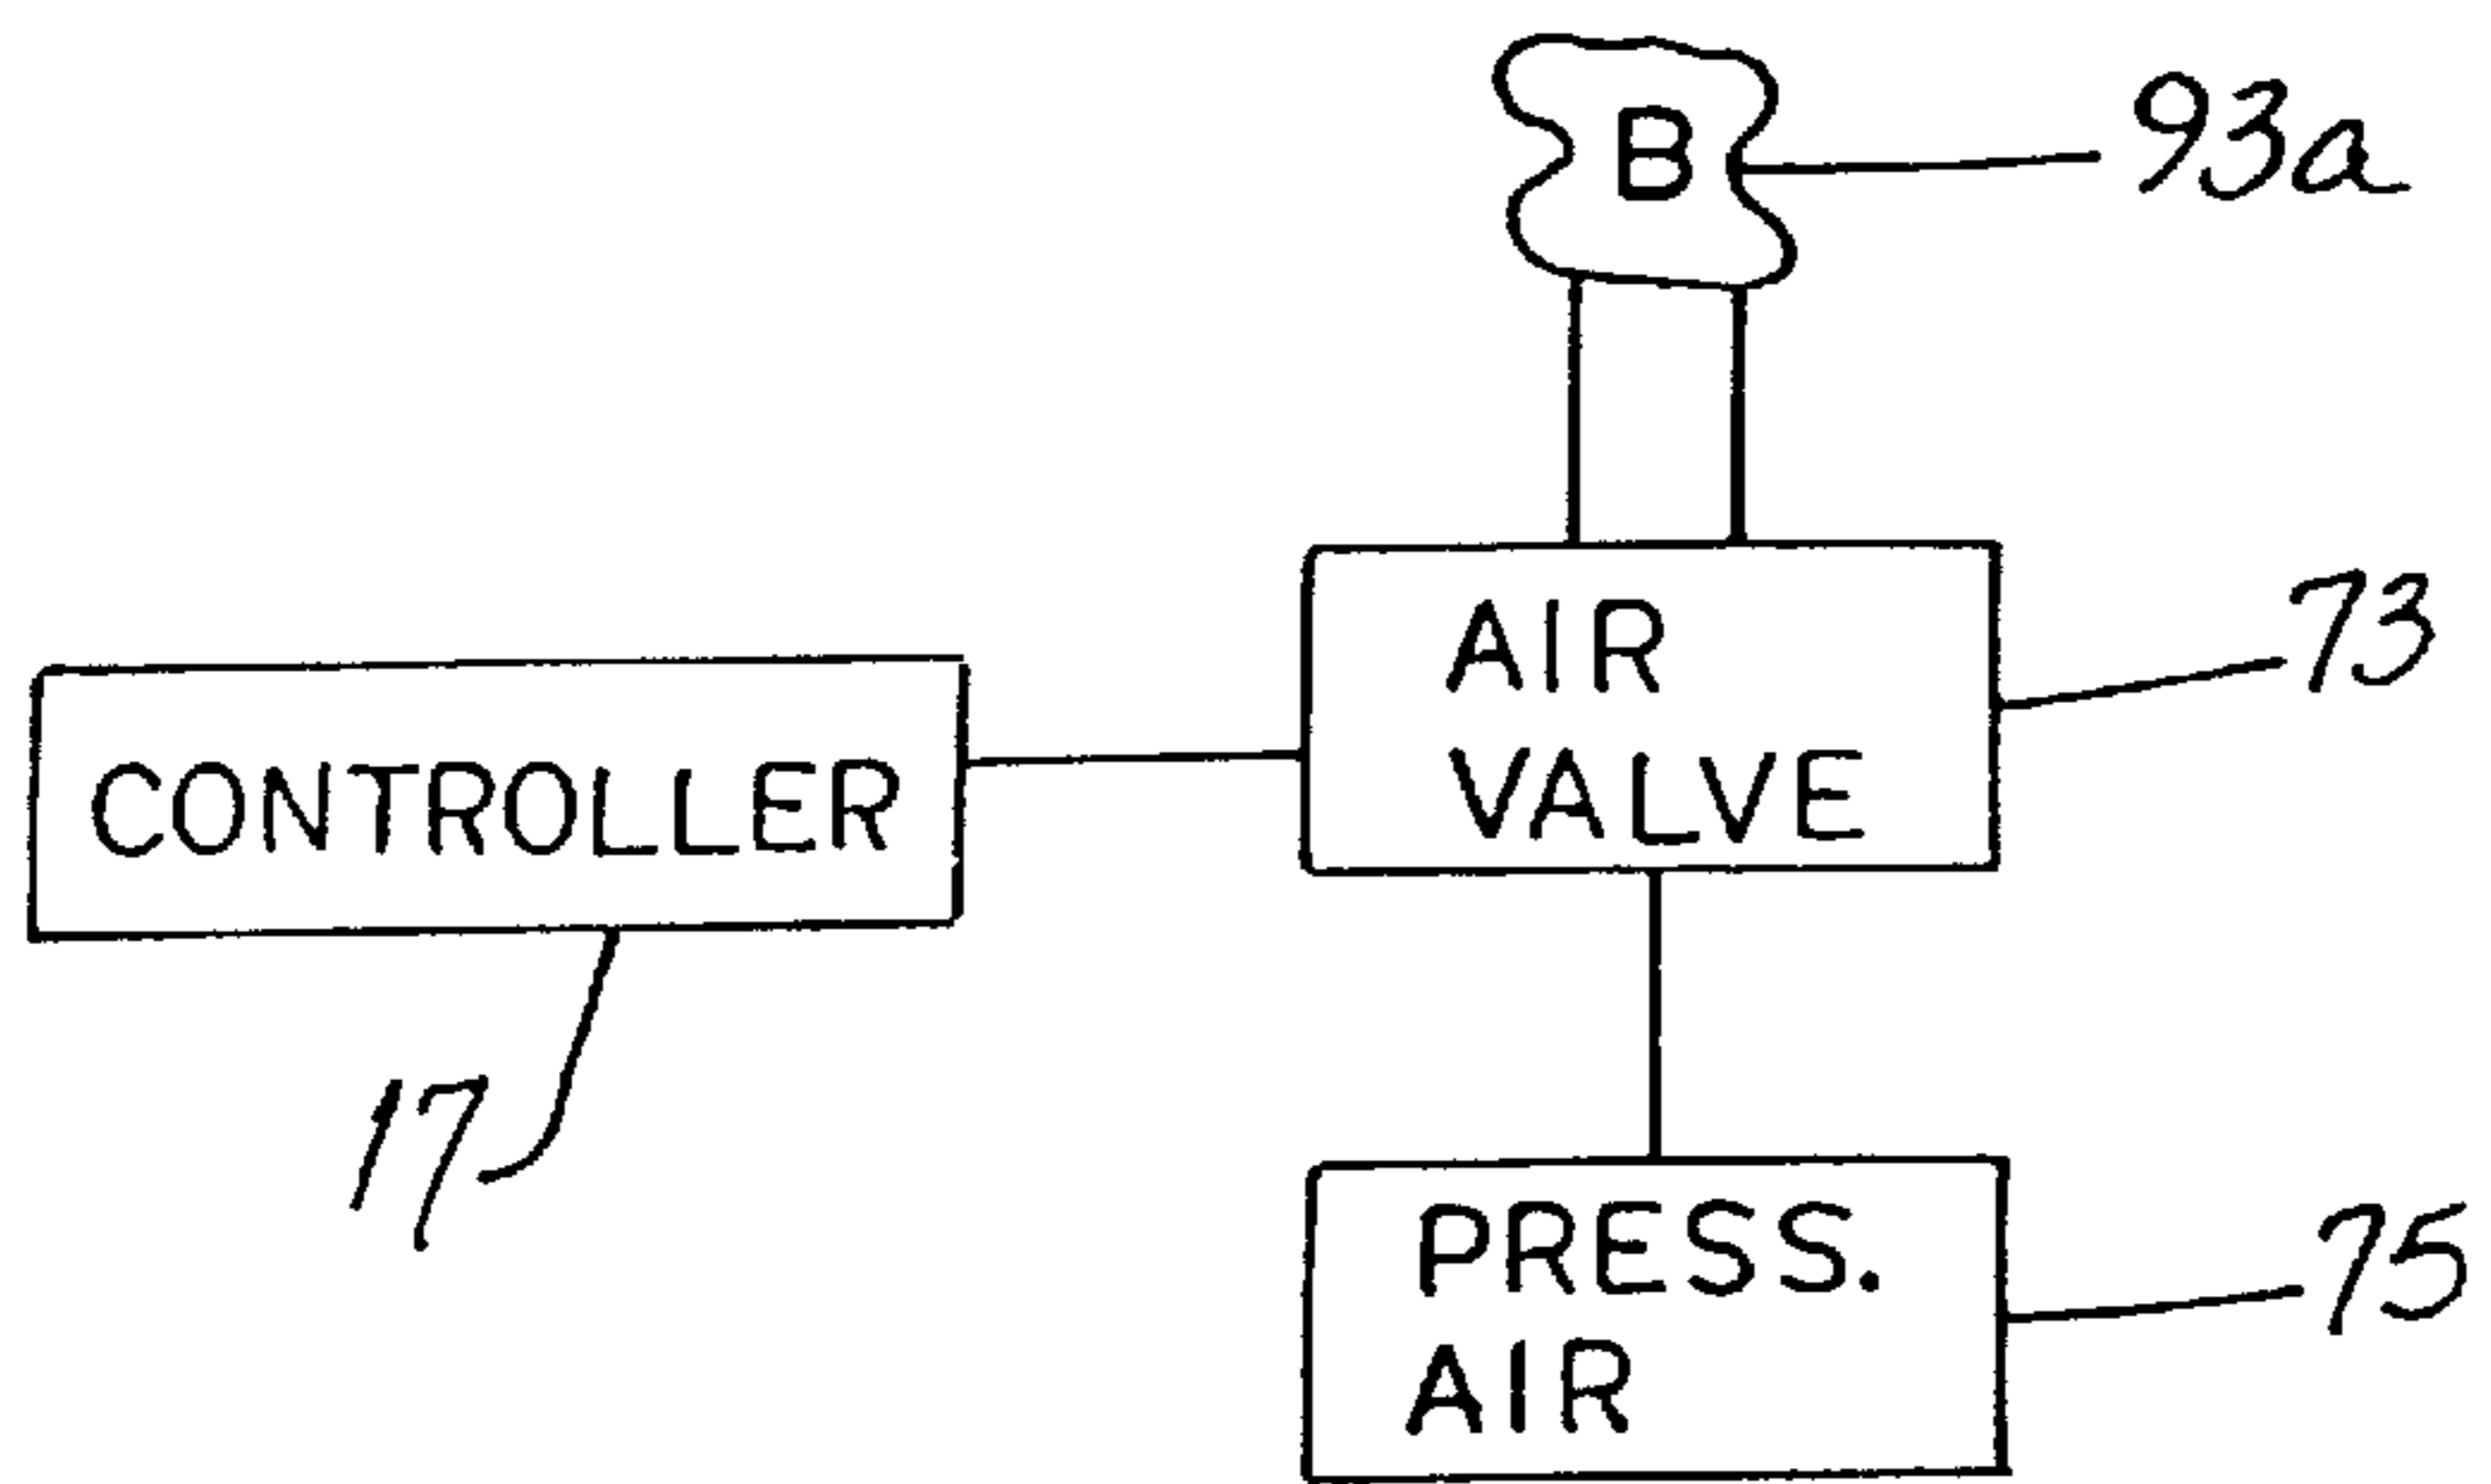 B
93a
AIR
VALVE
73
CONTROLLER
17
PRESS.
AIR
75